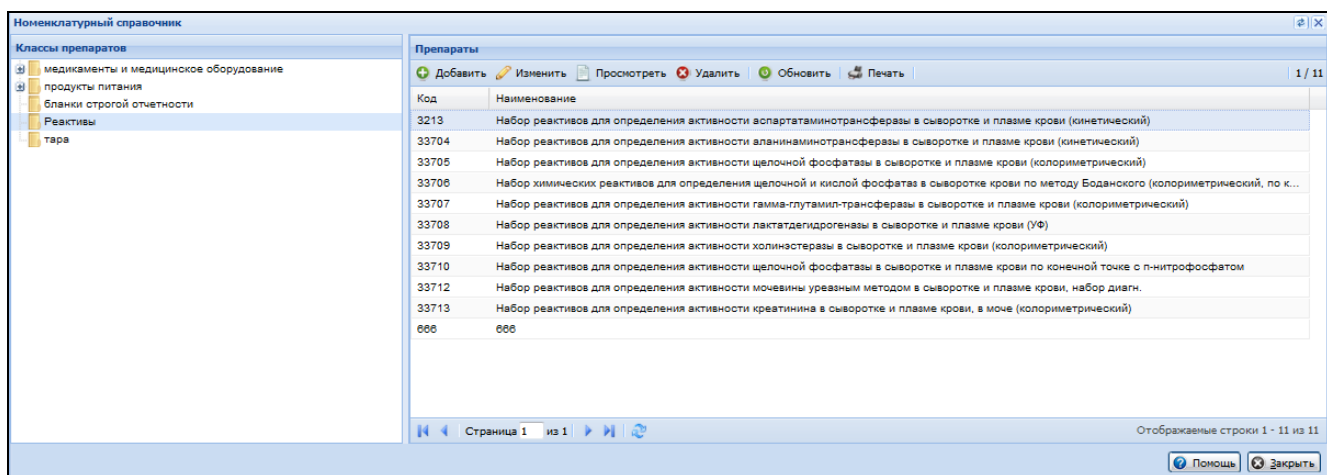 Номенклатурный справочник
Классы препаратов
медикаменты и медицинское оборудование
продукты питания
бланки строгой отчетности
Реактивы
тара
Препараты
Добавить Изменить Просмотреть Удалить Обновить Печать 1 / 11
Код Наименование
3213 Набор реактивов для определения активности аспартатаминотрансферазы в сыворотке и плазме крови (кинетический)
33704 Набор реактивов для определения активности аланинаминотрансферазы в сыворотке и плазме крови (кинетический)
33705 Набор реактивов для определения активности щелочной фосфатазы в сыворотке и плазме крови (колориметрический)
33706 Набор химических реактивов для определения щелочной и кислой фосфатаз в сыворотке крови по методу Боданского (колориметрический, по к...
33707 Набор реактивов для определения активности гамма-глутамил-трансферазы в сыворотке и плазме крови (колориметрический)
33708 Набор реактивов для определения активности лактатдегидрогеназы в сыворотке и плазме крови (УФ)
33709 Набор реактивов для определения активности холинэстеразы в сыворотке и плазме крови (колориметрический)
33710 Набор реактивов для определения активности щелочной фосфатазы в сыворотке и плазме крови по конечной точке с п-нитрофосфатом
33712 Набор реактивов для определения активности мочевины уреазным методом в сыворотке и плазме крови, набор диагн.
33713 Набор реактивов для определения активности креатинина в сыворотке и плазме крови, в моче (колориметрический)
666 666
Страница 1 из 1 Отображаемые строки 1 - 11 из 11
Помощь Закрыть